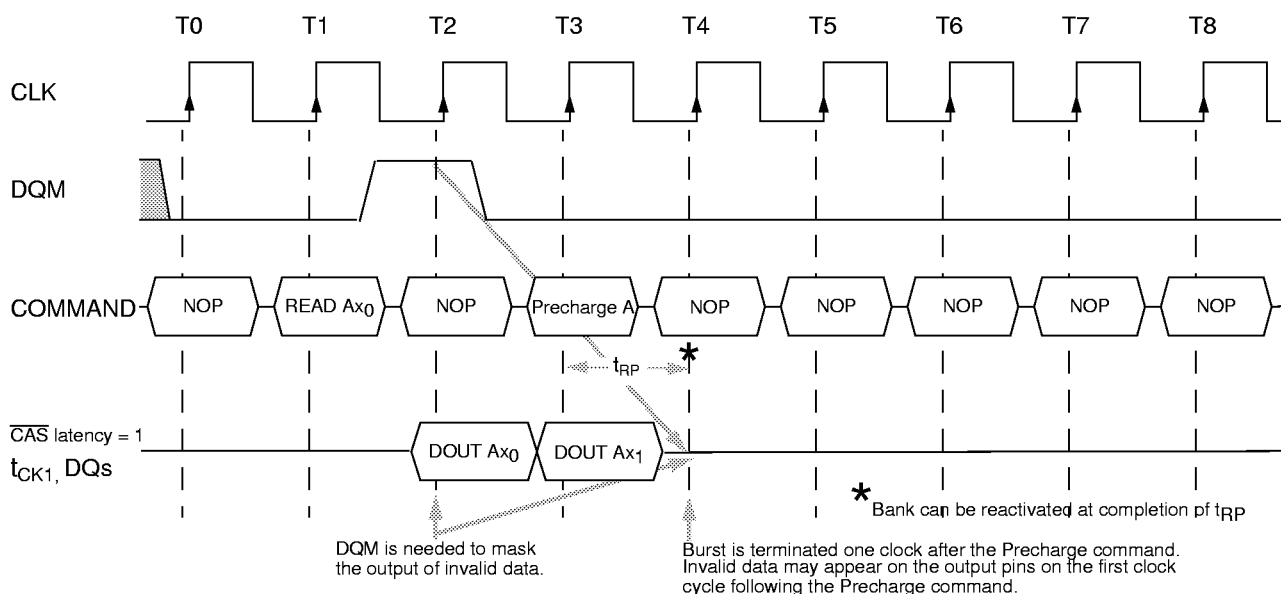 T0 T1 T2 T3 T4 T5 T6 T7 T8
CLK
DQM
COMMAND NOP READ Ax0 NOP Precharge A NOP NOP NOP NOP NOP
*
tRP
CAS latency = 1
tCK1, DQs
DOUT Ax0 DOUT Ax1
* Bank can be reactivated at completion of tRP
DQM is needed to mask
the output of invalid data.
Burst is terminated one clock after the Precharge command.
Invalid data may appear on the output pins on the first clock
cycle following the Precharge command.